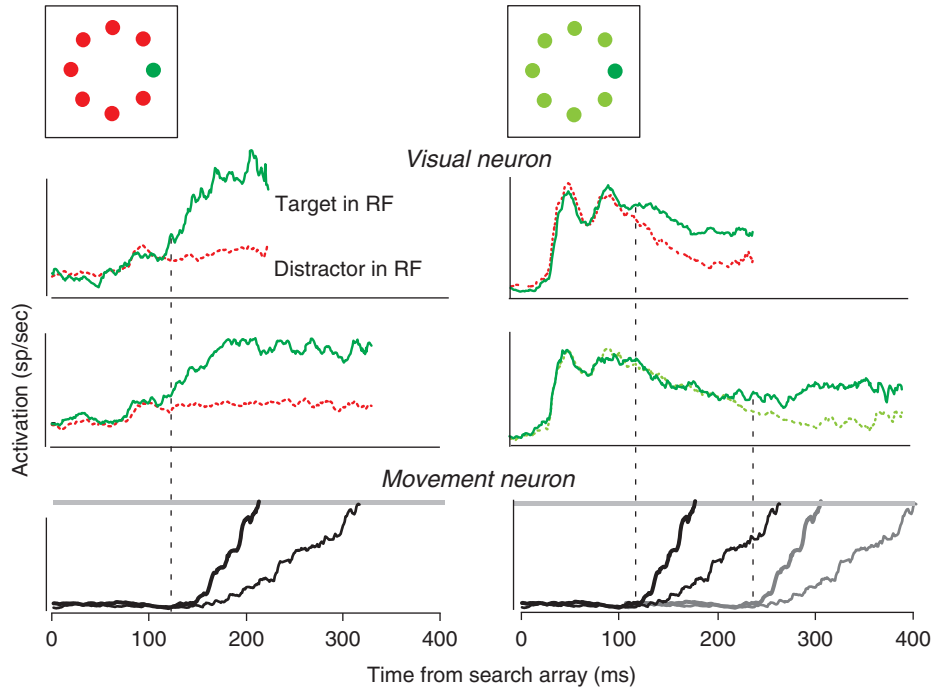 Visual neuron
Target in RF
Distractor in RF
Activation (sp/sec)
Movement neuron
0 100 200 300 400
0 100 200 300 400
Time from search array (ms)